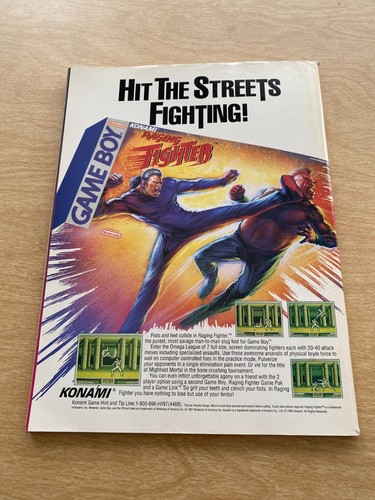 HIT THE STREETS
FIGHTING!
GAME BOY
KONAMI
RAGING
FIGHTER
Fists and feet collide in Raging Fighter,™
the purest, most savage man-to-man slug fest for Game Boy.®
Enter the Omega League of 7 full size, screen dominating fighters each with 20-40 attack
moves including specialized assaults. Use these awesome arsenals of physical bryte force to
wail on computer controlled foes in the practice mode. Pulverize
your opponents in a single elimination pain event. Or vie for the title
of Mightiest Mortal in the bone crushing tournament.
You can even inflict unforgettable agony on a friend with the 2
player option using a second Game Boy, Raging Fighter Game Pak
and a Game Link.® So grit your teeth and clench your fists. In Raging
Fighter you have nothing to lose but use of your limbs!
KONAMI®
Konami Game Hint and Tip Line:1-900-896-HINT(4468).